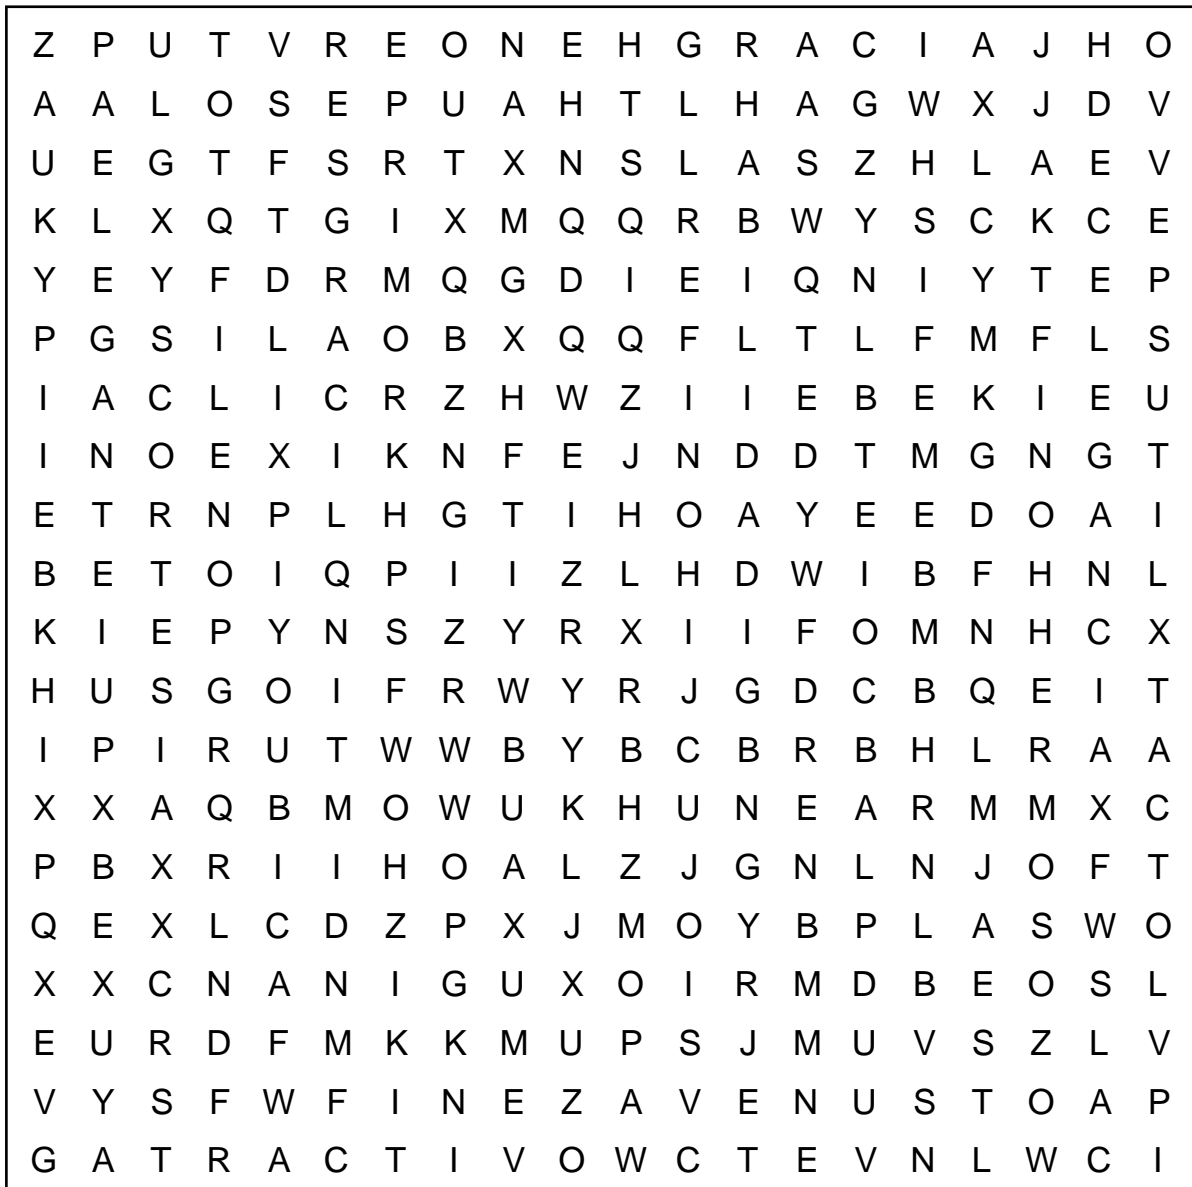 Z P U T V R E O N E H G R A C I A J H O
A A L O S E P U A H T L H A G W X J D V
U E G T F S R T X N S L A S Z H L A E V
K L X Q T G I X M Q Q R B W Y S C K C E
Y E Y F D R M Q G D I E I Q N I Y T E P
P G S I L A O B X Q Q F L T L F M F L S
I A C L I C R Z H W Z I I E B E K I E U
I N O E X I K N F E J N D D T M G N G T
E T R N P L H G T I H O A Y E E D O A I
B E T O I Q P I I Z L H D W I B F H N L
K I E P Y N S Z Y R X I I F O M N H C X
H U S G O I F R W Y R J G D C B Q E I T
I P I R U T W W B Y B C B R B H L R A A
X X A Q B M O W U K H U N E A R M M X C
P B X R I I H O A L Z J G N L N J O F T
Q E X L C D Z P X J M O Y B P L A S W O
X X C N A N I G U X O I R M D B E O S L
E U R D F M K K M U P S J M U V S Z L V
V Y S F W F I N E Z A V E N U S T O A P
G A T R A C T I V O W C T E V N L W C I